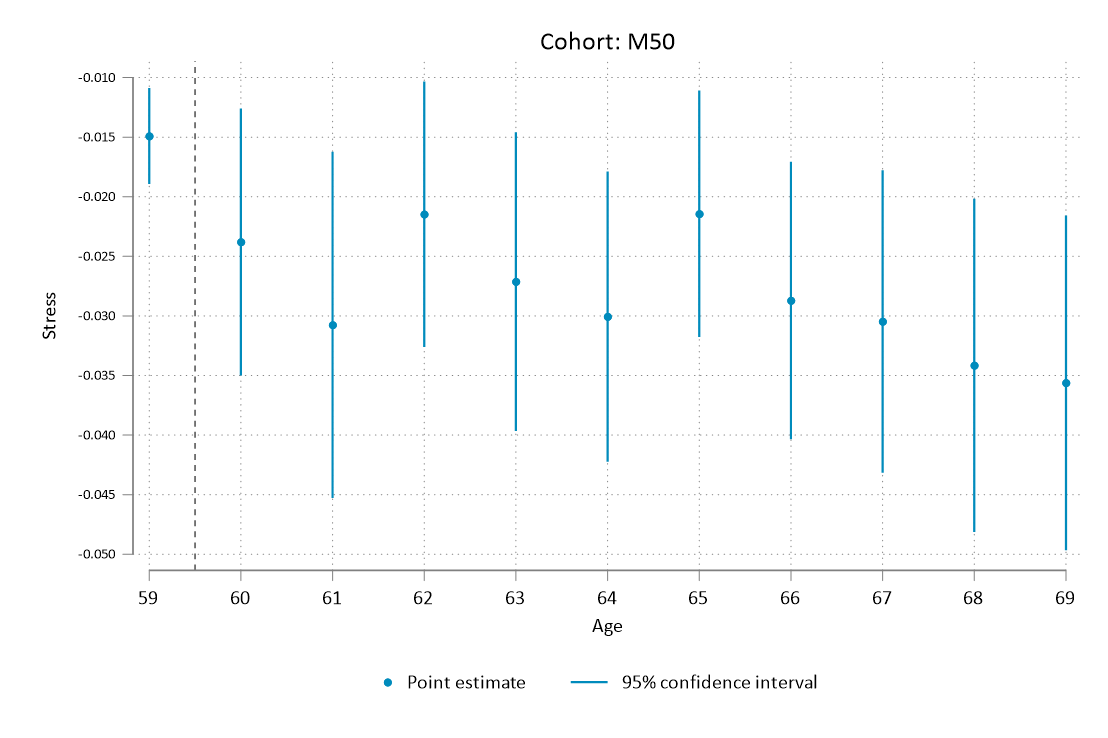 Cohort: M50
-0.010
-0.015
-0.020
-0.025
-0.030
-0.035
-0.040
-0.045
-0.050
Stress
59 60 61 62 63 64 65 66 67 68 69
Age
Point estimate 95% confidence interval